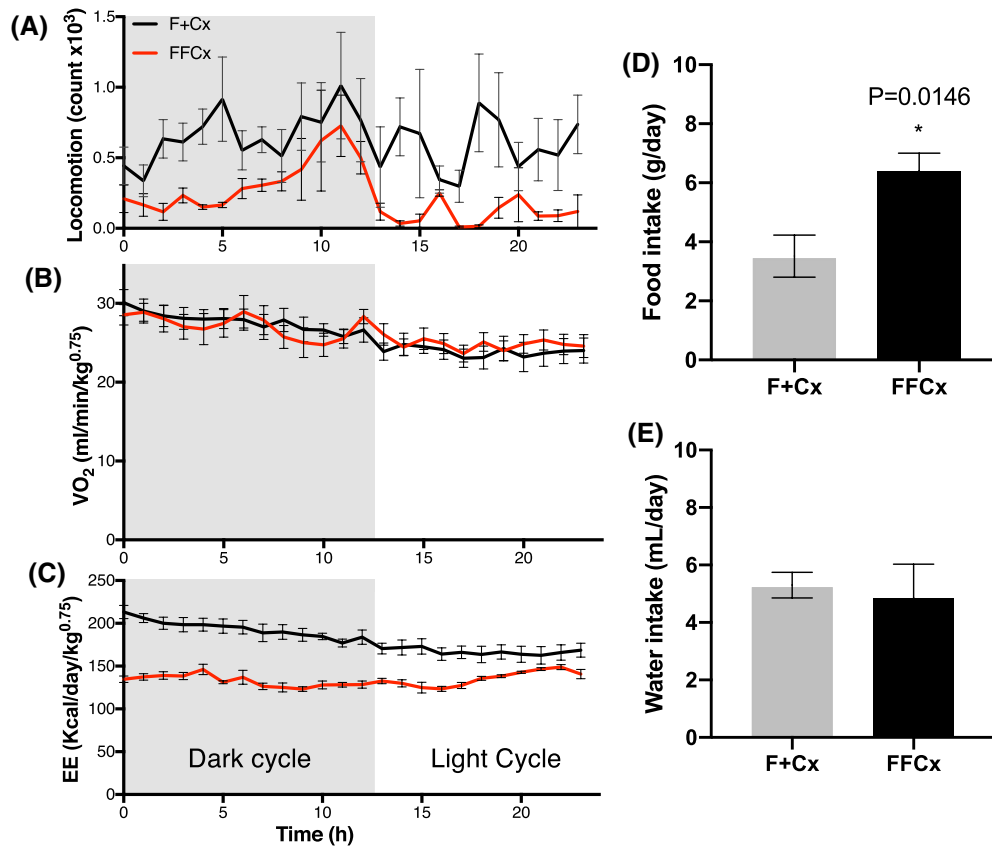 (A)
Locomotion (count x10^3)
1.5
1.0
0.5
0.0
F+Cx
FFCx
0 5 10 15 20
(B)
VO2 (ml/min/kg^0.75)
30
20
10
0
0 5 10 15 20
(C)
EE (Kcal/day/kg^0.75)
250
200
150
100
50
0
Dark cycle
Light Cycle
0 5 10 15 20
Time (h)
(D)
Food intake (g/day)
10
8
6
4
2
0
P=0.0146
*
F+Cx FFCx
(E)
Water intake (mL/day)
10
8
6
4
2
0
F+Cx FFCx